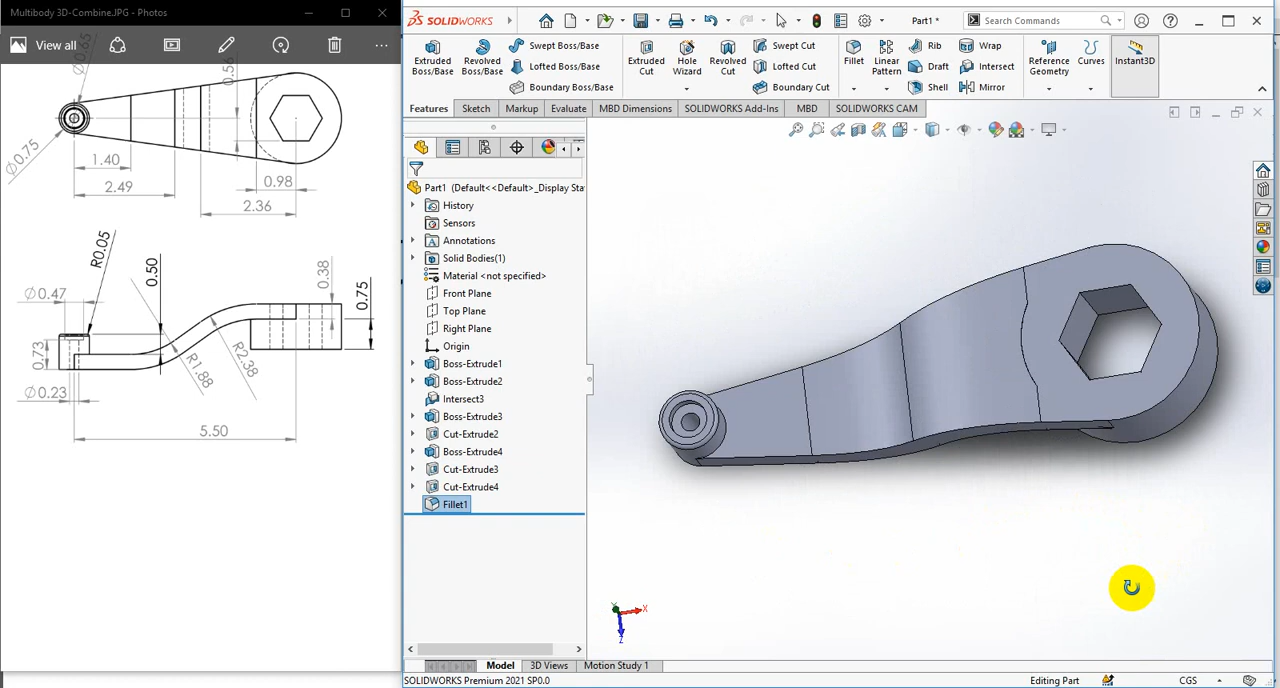 Multibody 3D-Combine.JPG - Photos
View all
Ø0.65
0.56
Ø0.75
1.40
2.49
0.98
2.36
R0.05
0.50
0.38
Ø0.47
0.75
0.73
R1.88
R2.38
Ø0.23
5.50
SOLIDWORKS
Part1 *
Search Commands
Extruded Boss/Base
Revolved Boss/Base
Swept Boss/Base
Lofted Boss/Base
Boundary Boss/Base
Extruded Cut
Hole Wizard
Revolved Cut
Swept Cut
Lofted Cut
Boundary Cut
Fillet
Linear Pattern
Rib
Draft
Shell
Wrap
Intersect
Mirror
Reference Geometry
Curves
Instant3D
Features
Sketch
Markup
Evaluate
MBD Dimensions
SOLIDWORKS Add-Ins
MBD
SOLIDWORKS CAM
Part1 (Default<<Default>_Display Sta
History
Sensors
Annotations
Solid Bodies(1)
Material <not specified>
Front Plane
Top Plane
Right Plane
Origin
Boss-Extrude1
Boss-Extrude2
Intersect3
Boss-Extrude3
Cut-Extrude2
Boss-Extrude4
Cut-Extrude3
Cut-Extrude4
Fillet1
X
Z
Model
3D Views
Motion Study 1
SOLIDWORKS Premium 2021 SP0.0
Editing Part
CGS